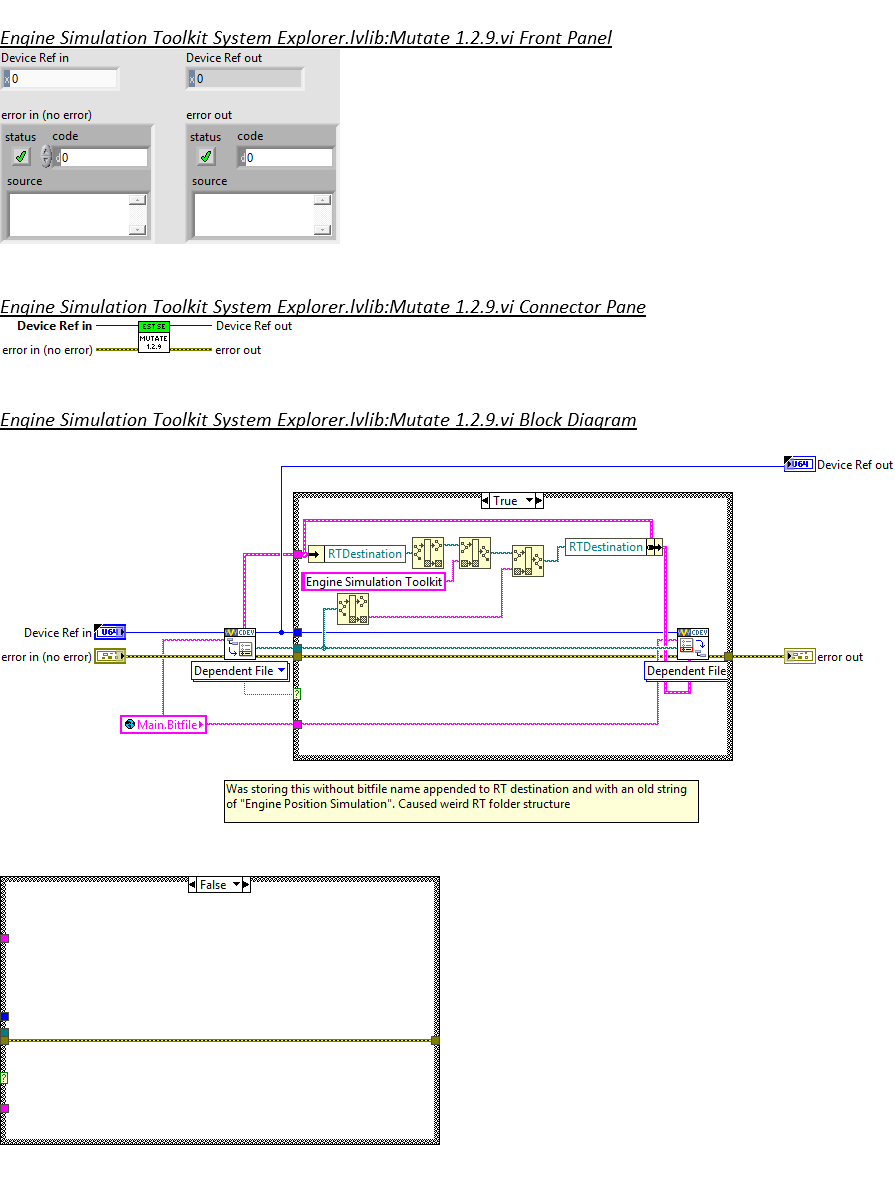 Engine Simulation Toolkit System Explorer.lvlib:Mutate 1.2.9.vi Front Panel
Device Ref in
Device Ref out
x 0
x 0
error in (no error)
error out
status
code
status
code
d 0
d 0
source
source
Engine Simulation Toolkit System Explorer.lvlib:Mutate 1.2.9.vi Connector Pane
Device Ref in
EST SE
Device Ref out
error in (no error)
MUTATE
1.2.9
error out
Engine Simulation Toolkit System Explorer.lvlib:Mutate 1.2.9.vi Block Diagram
U64
Device Ref out
True
RTDestination
RTDestination
Engine Simulation Toolkit
Device Ref in
U64
CDEV
CDEV
error in (no error)
error out
Dependent File
Dependent File
?
Main.Bitfile
Was storing this without bitfile name appended to RT destination and with an old string
of "Engine Position Simulation". Caused weird RT folder structure
False
?